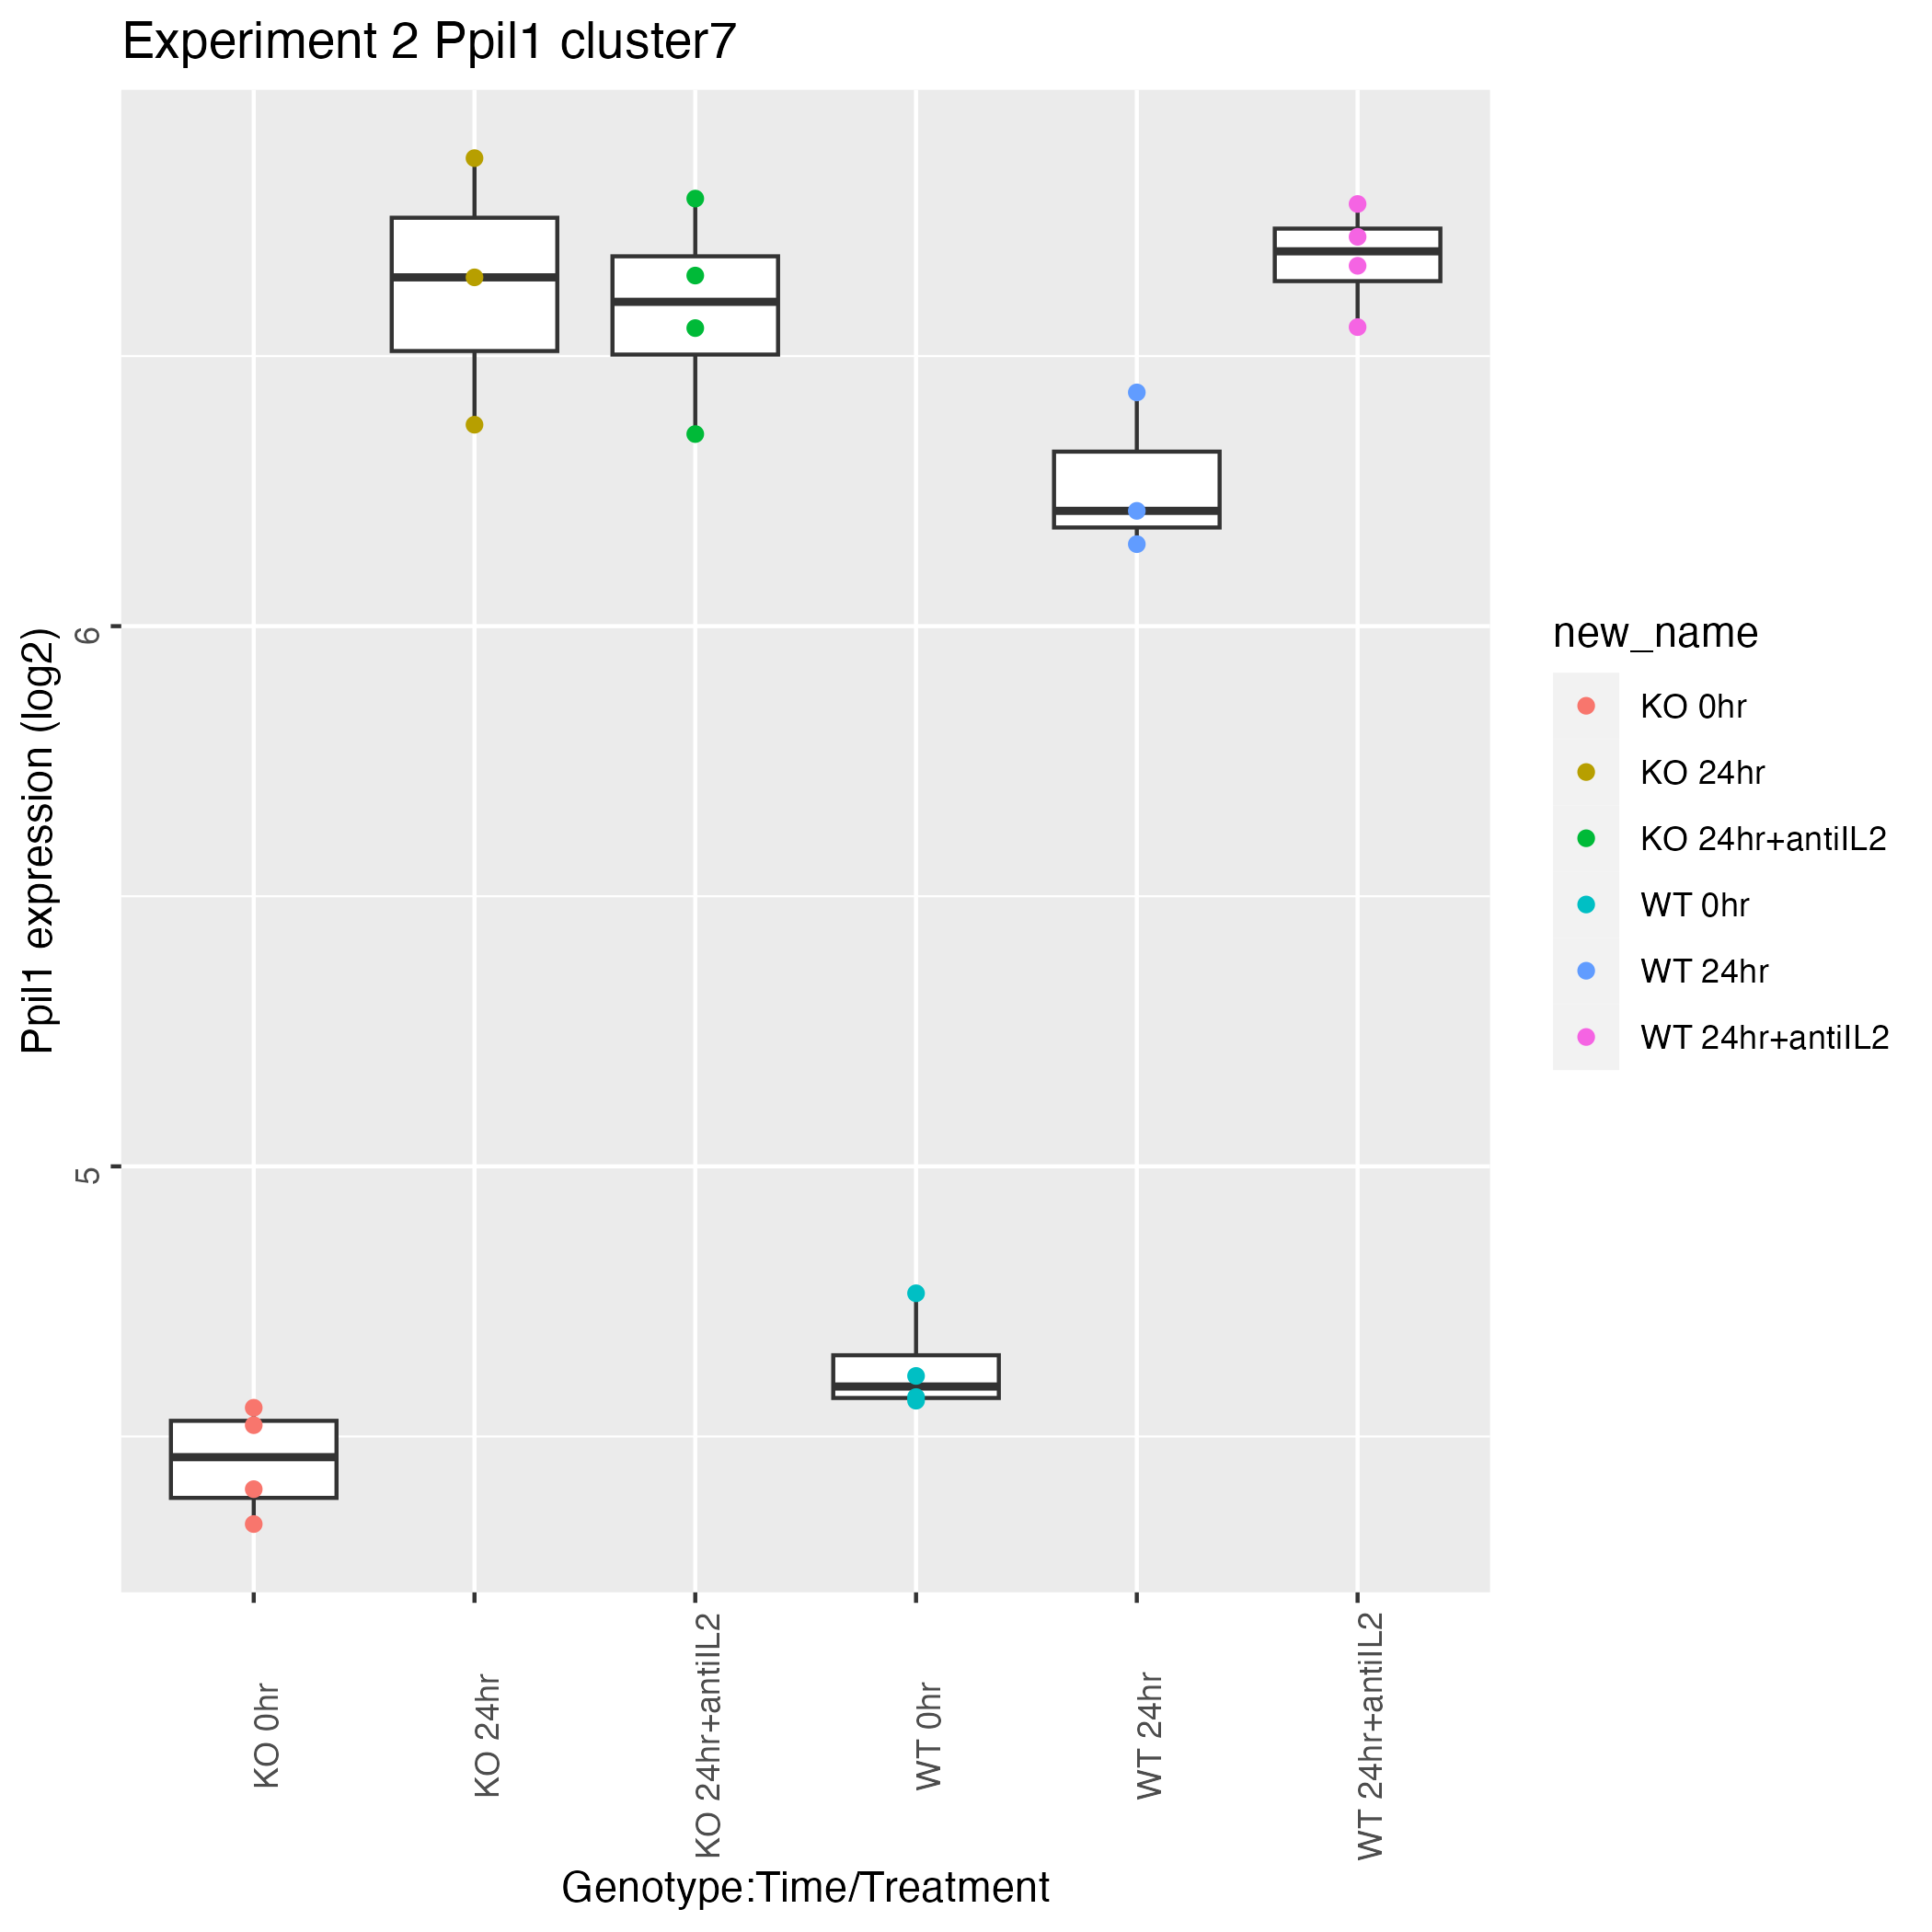 Experiment 2 Ppil1 cluster7
Ppil1 expression (log2)
6
5
KO 0hr
KO 24hr
KO 24hr+antiIL2
WT 0hr
WT 24hr
WT 24hr+antiIL2
Genotype:Time/Treatment
new_name
KO 0hr
KO 24hr
KO 24hr+antiIL2
WT 0hr
WT 24hr
WT 24hr+antiIL2